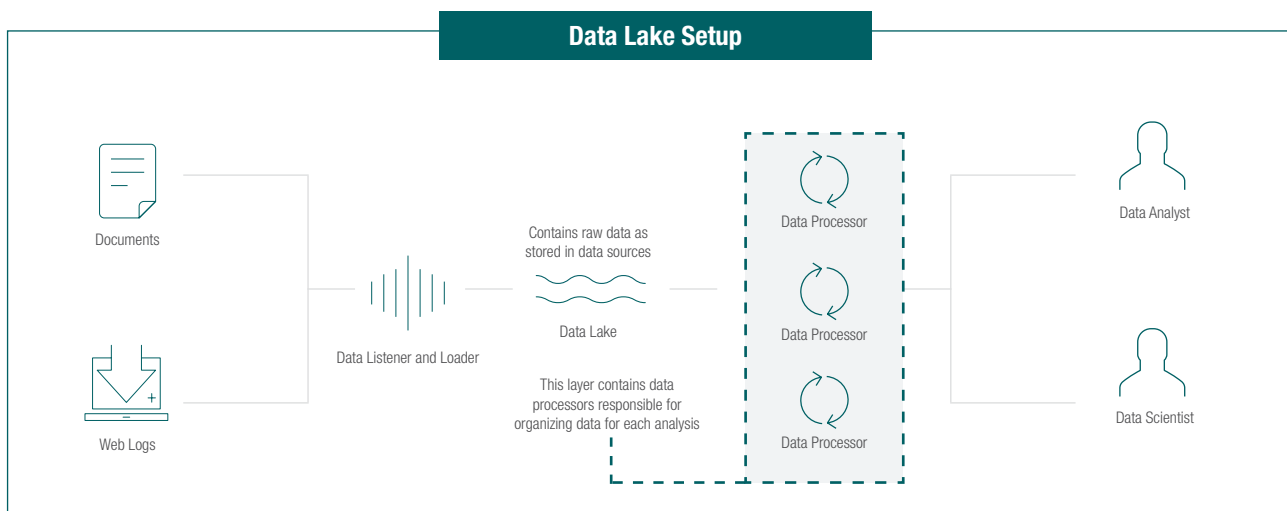 Data Lake Setup
Documents
Web Logs
Data Listener and Loader
Contains raw data as
stored in data sources
Data Lake
This layer contains data
processors responsible for
organizing data for each analysis
Data Processor
Data Processor
Data Processor
Data Analyst
Data Scientist